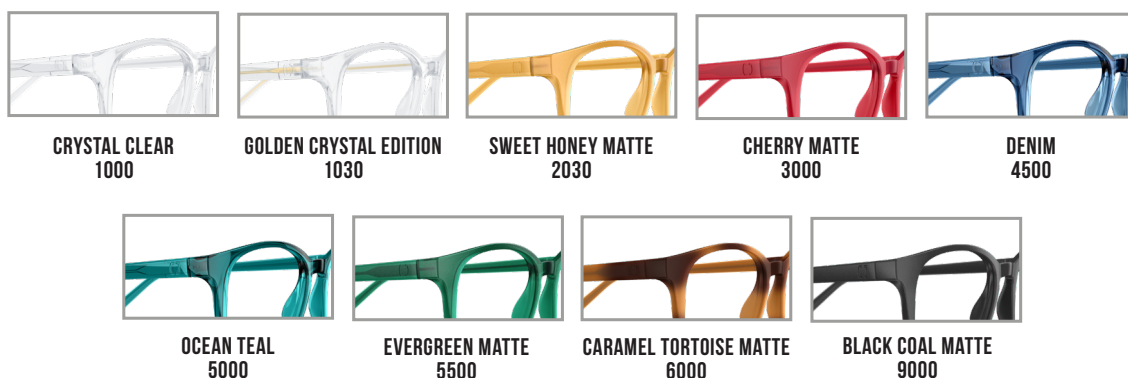 CRYSTAL CLEAR
1000
GOLDEN CRYSTAL EDITION
1030
SWEET HONEY MATTE
2030
CHERRY MATTE
3000
DENIM
4500
OCEAN TEAL
5000
EVERGREEN MATTE
5500
CARAMEL TORTOISE MATTE
6000
BLACK COAL MATTE
9000